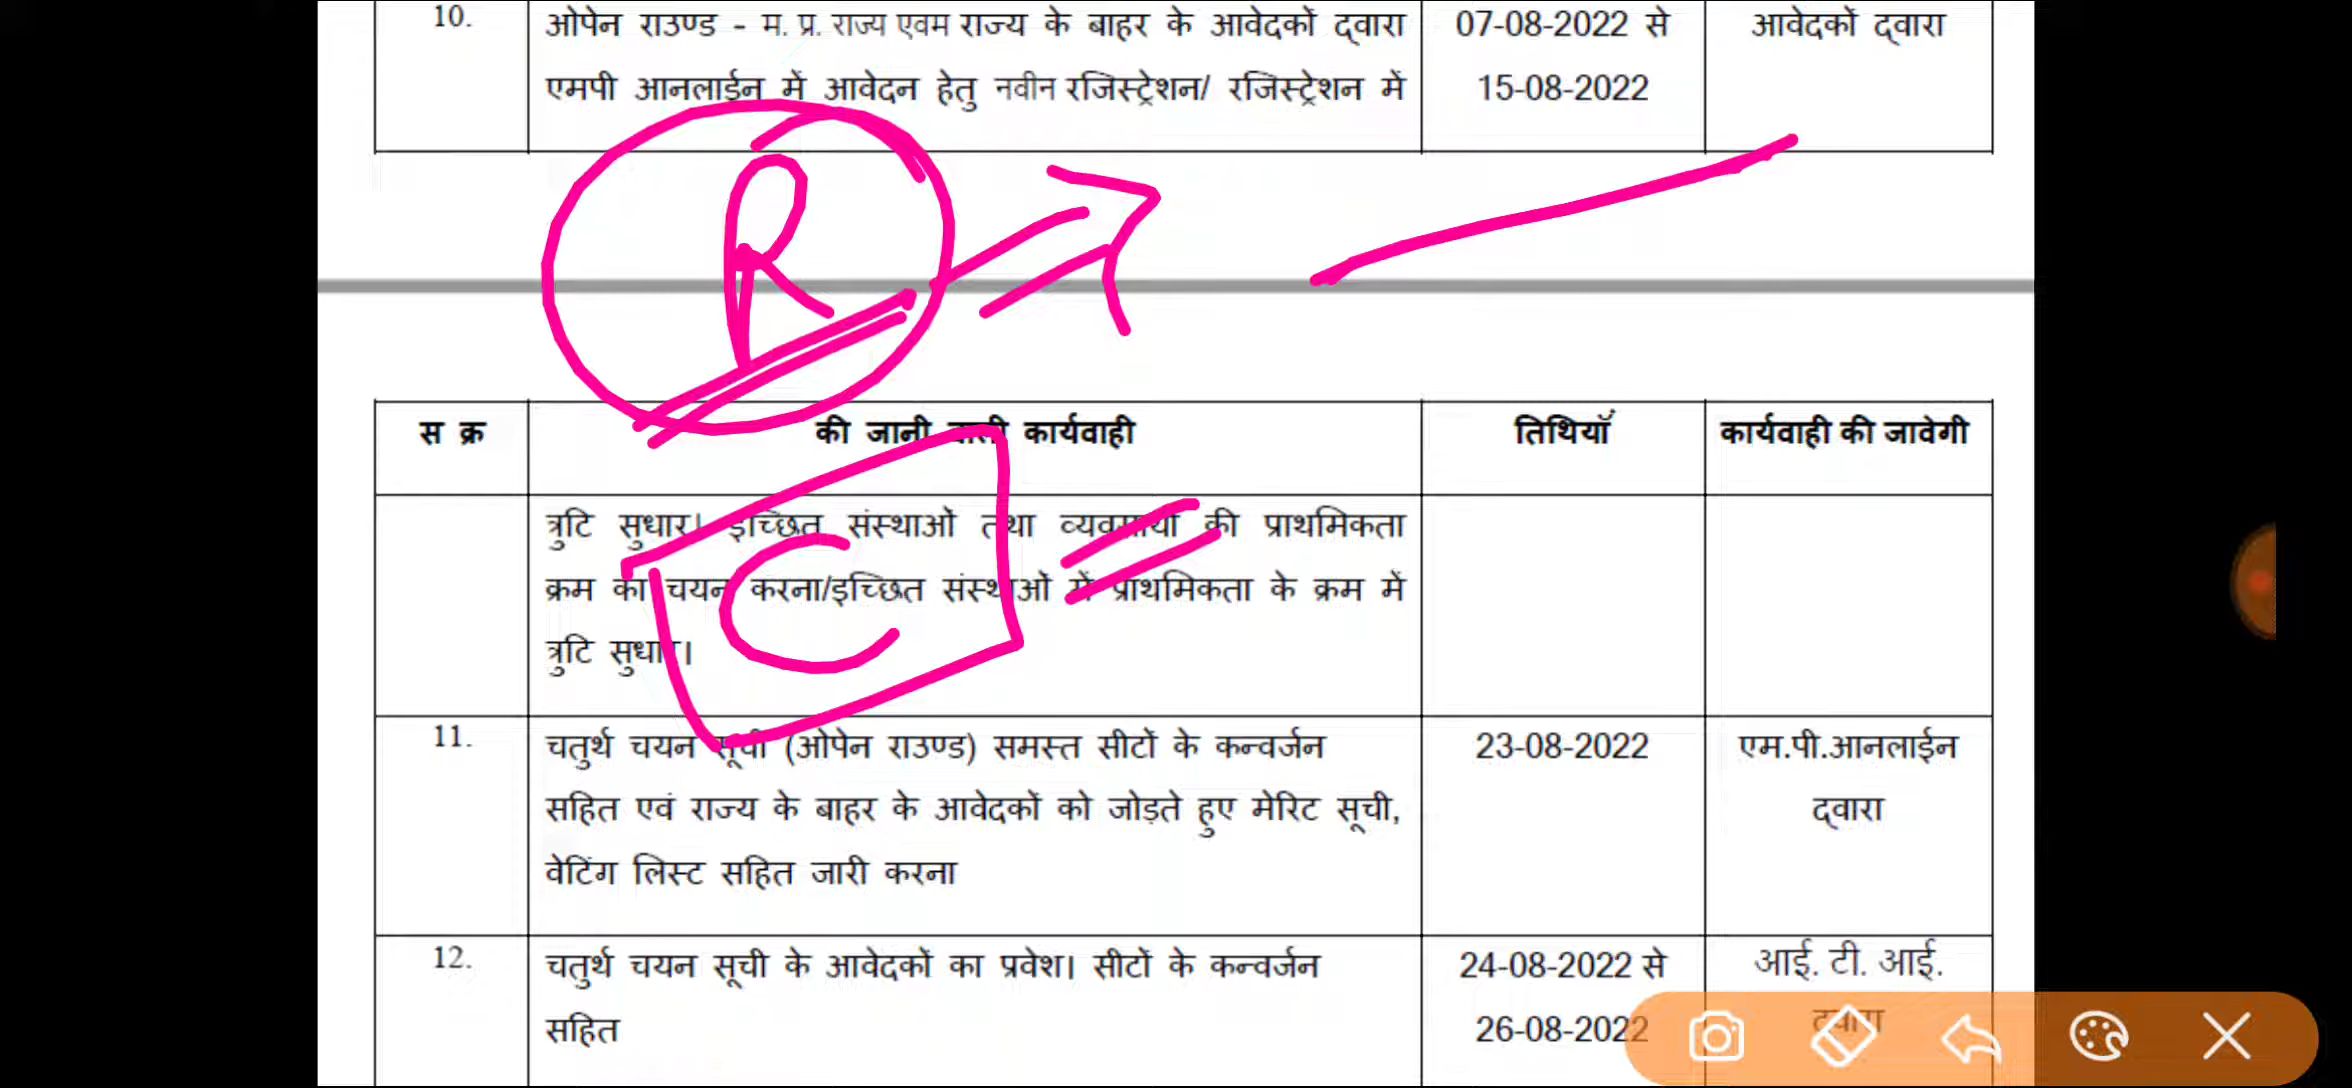 10. ओपेन राउण्ड - म. प्र. राज्य एवम राज्य के बाहर के आवेदकों द्वारा 07-08-2022 से आवेदकों द्वारा
एमपी आनलाईन में आवेदन हेतु नवीन रजिस्ट्रेशन/ रजिस्ट्रेशन में 15-08-2022
R
स क्र की जानी वाली कार्यवाही तिथियाँ कार्यवाही की जावेगी
त्रुटि सुधार। इच्छित संस्थाओं तथा व्यवसायों की प्राथमिकता
क्रम का चयन करना/इच्छित संस्थाओं में प्राथमिकता के क्रम में
C
त्रुटि सुधार।
11. चतुर्थ चयन सूची (ओपेन राउण्ड) समस्त सीटों के कन्वर्जन 23-08-2022 एम.पी.आनलाईन
सहित एवं राज्य के बाहर के आवेदकों को जोड़ते हुए मेरिट सूची, द्वारा
वेटिंग लिस्ट सहित जारी करना
12. चतुर्थ चयन सूची के आवेदकों का प्रवेश। सीटों के कन्वर्जन 24-08-2022 से आई. टी. आई.
सहित 26-08-2022 द्वारा